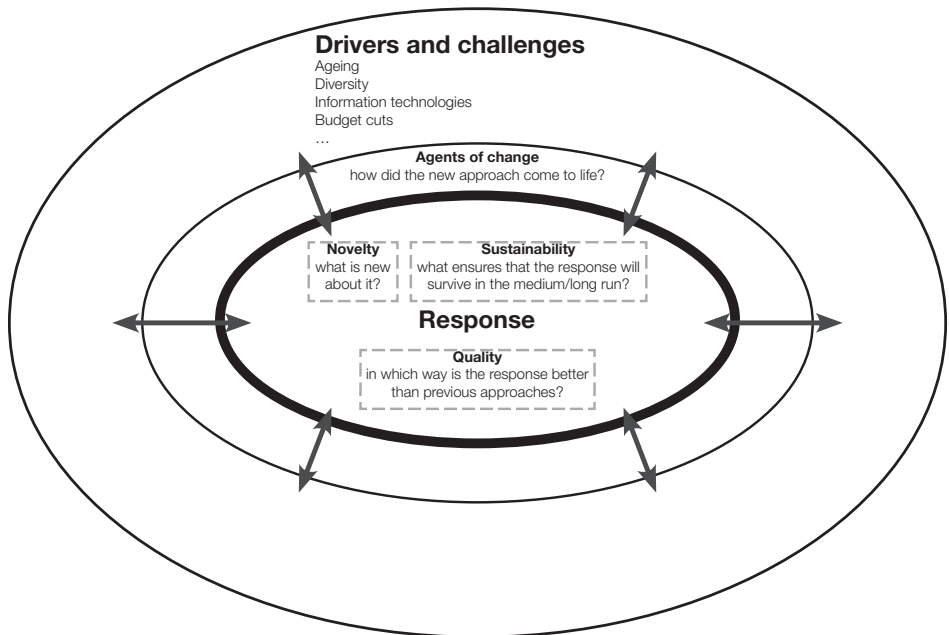 Drivers and challenges
Ageing
Diversity
Information technologies
Budget cuts
…
Agents of change
how did the new approach come to life?
Novelty
what is new
about it?
Sustainability
what ensures that the response will
survive in the medium/long run?
Response
Quality
in which way is the response better
than previous approaches?